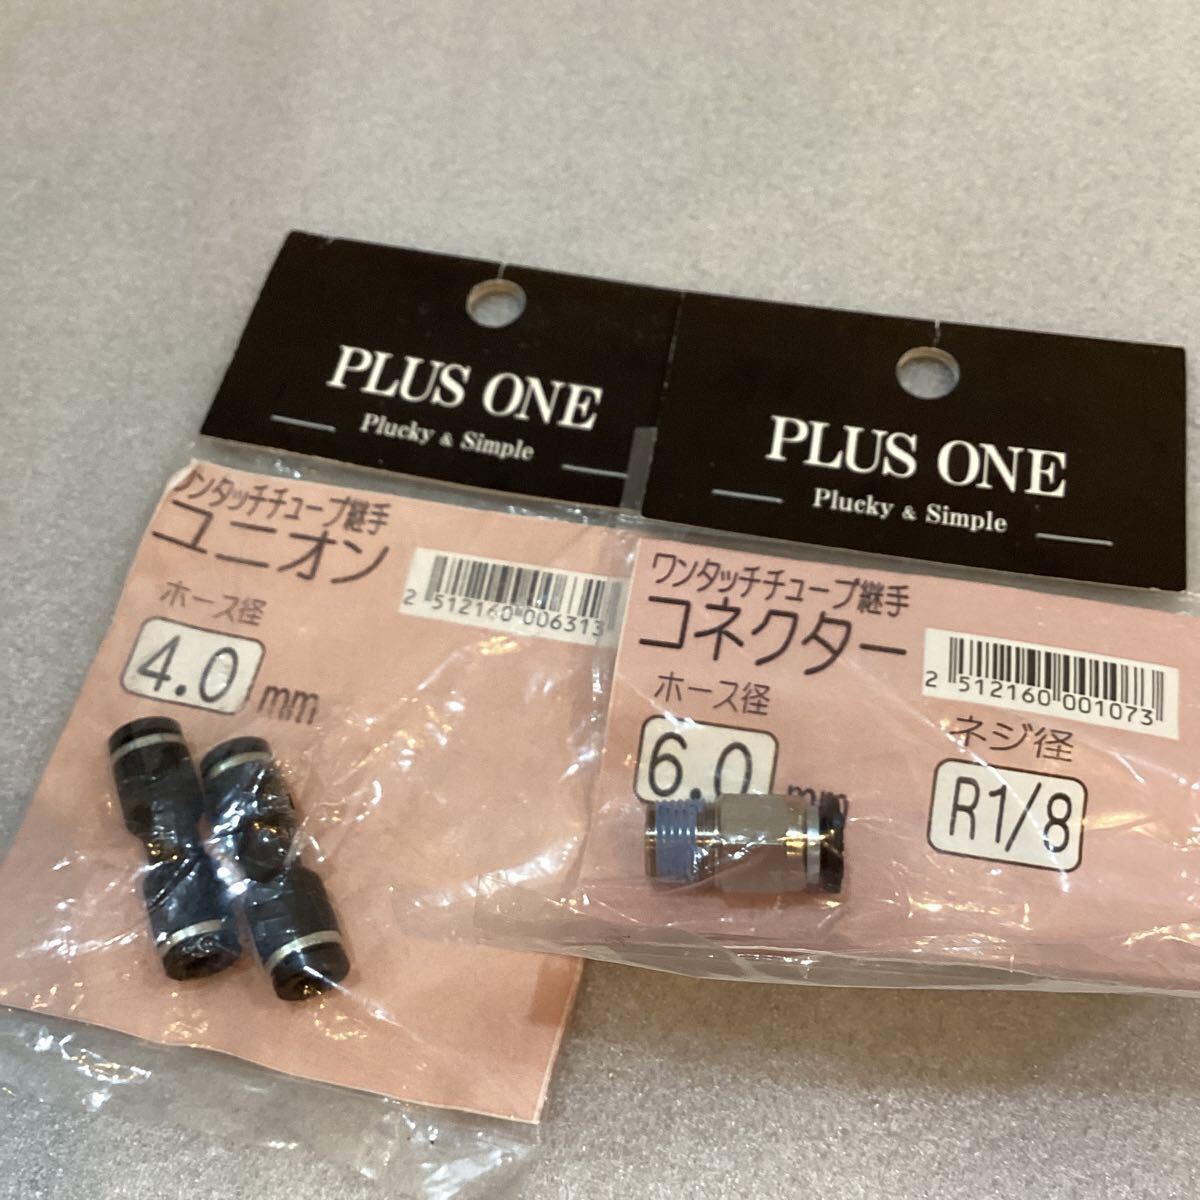 PLUS ONE
Plucky & Simple
ワンタッチチューブ継手
ユニオン
2 512160 006313
ホース径
4.0 mm
PLUS ONE
Plucky & Simple
ワンタッチチューブ継手
コネクター
2 512160 001073
ホース径
6.0 mm
ネジ径
R1/8